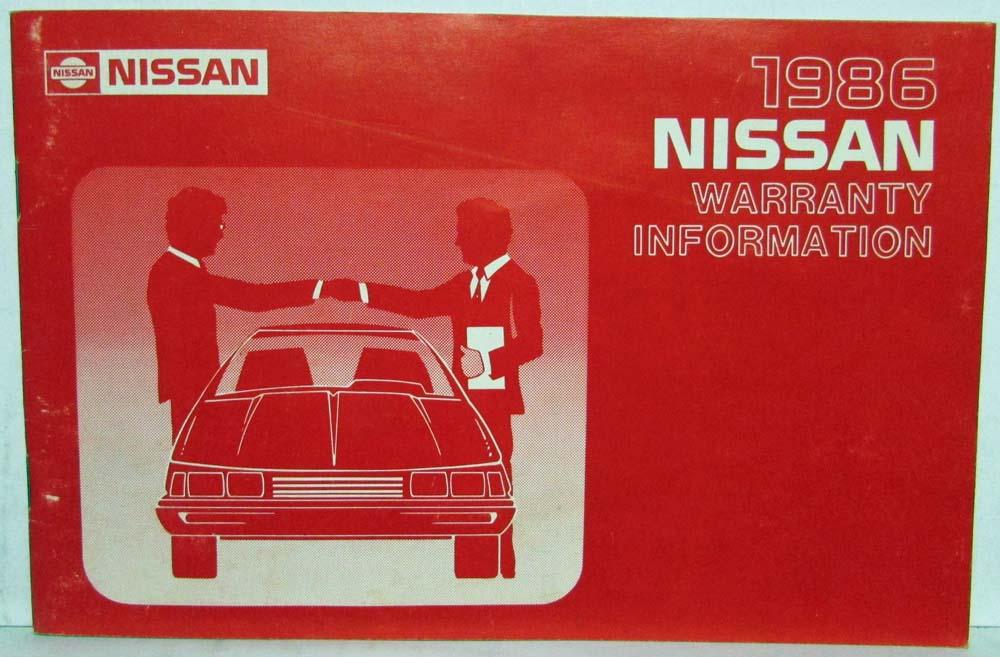 NISSAN NISSAN
1986
NISSAN
WARRANTY
INFORMATION